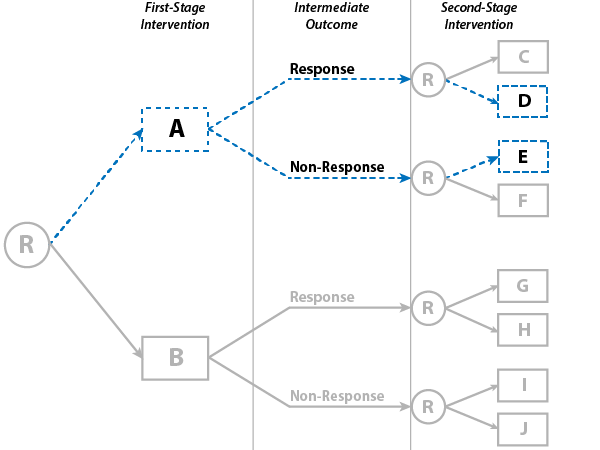 First-Stage
Intervention
Intermediate
Outcome
Second-Stage
Intervention
Response
R
C
D
A
Non-Response
R
E
F
R
Response
R
G
H
B
Non-Response
R
I
J